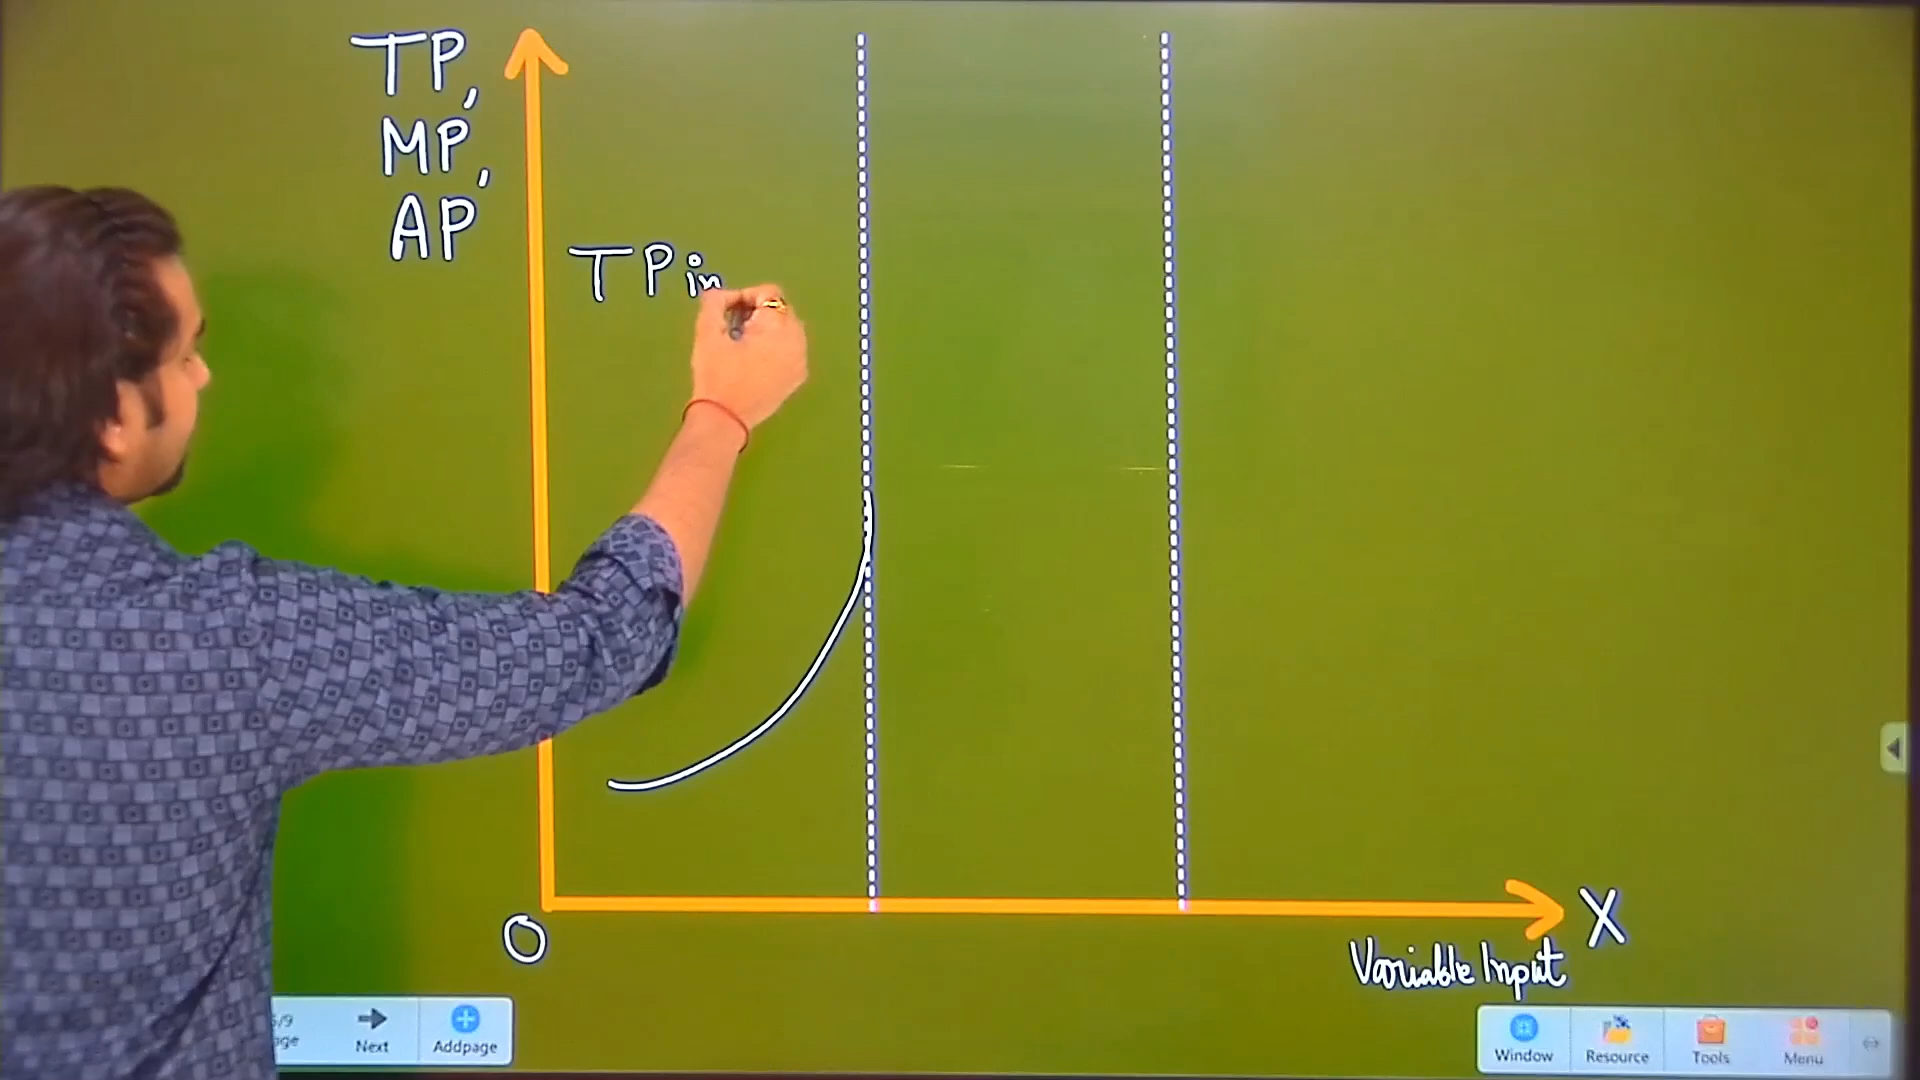 TP,
MP,
AP
TP in
O
X
Variable Input
Next
Addpage
Window
Resource
Tools
Menu